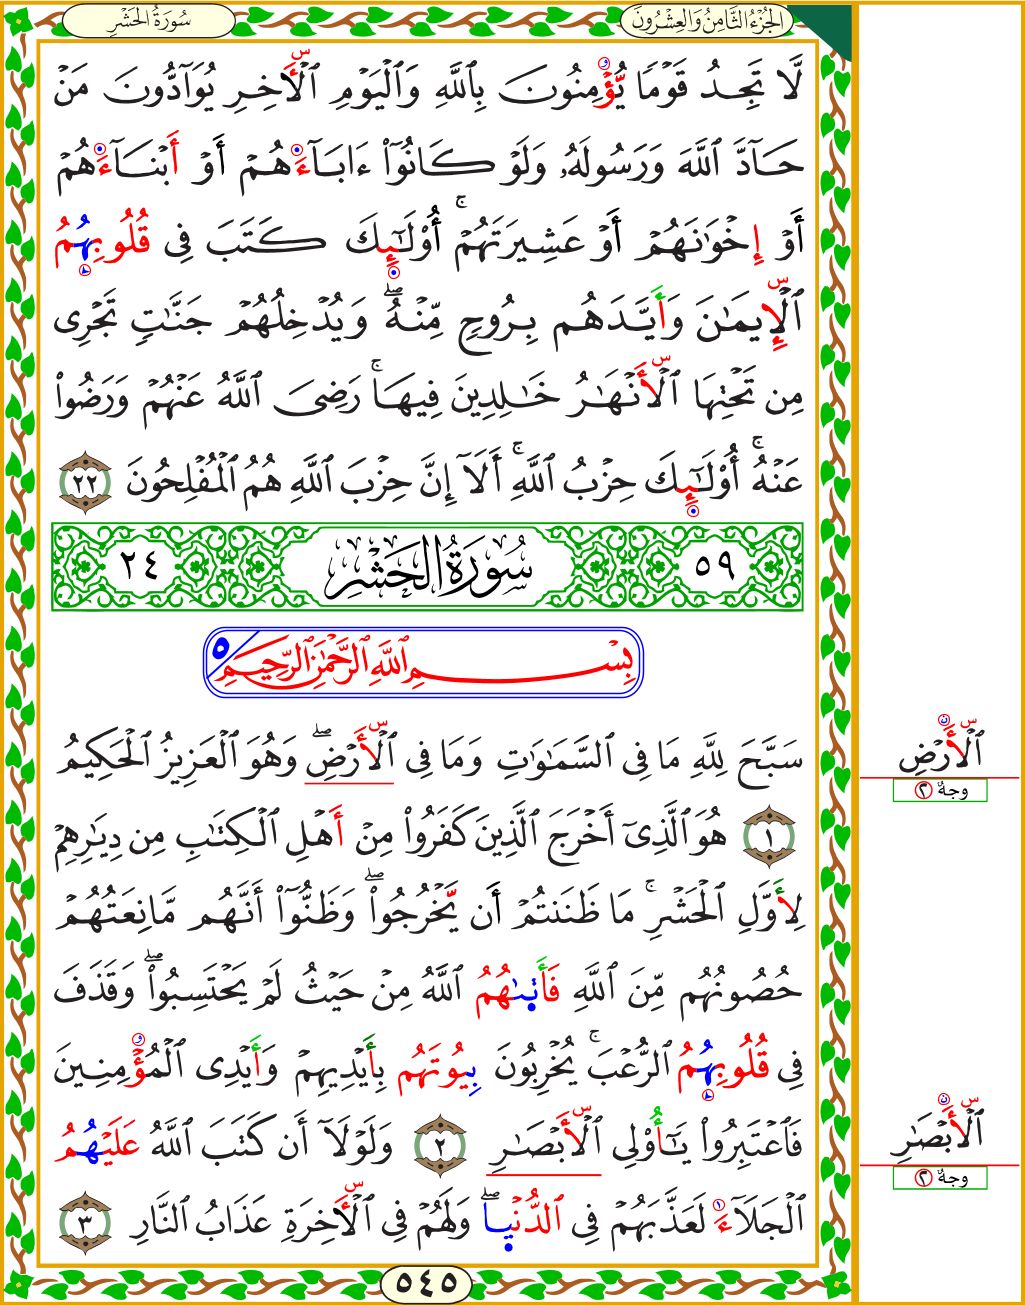 الجُزْءُ الثَّامِنُ وَالعِشْرُونَ
سُورَةُ الحَشْرِ
لَّا تَجِدُ قَوْمًا يُّؤْمِنُونَ بِٱللَّهِ وَٱلْيَوْمِ ٱلْأَٓخِرِ يُوَآدُّونَ مَنْ
حَآدَّ ٱللَّهَ وَرَسُولَهُۥ وَلَوْ كَانُوٓا۟ ءَابَآءَهُمْ أَوْ أَبْنَآءَهُمْ
أَوْ إِخْوَٰنَهُمْ أَوْ عَشِيرَتَهُمْ ۚ أُو۟لَـٰٓئِكَ كَتَبَ فِى قُلُوبِهُمُ
ٱلْإِيمَـٰنَ وَأَيَّدَهُم بِرُوحٍ مِّنْهُ ۖ وَيُدْخِلُهُمْ جَنَّـٰتٍ تَجْرِى
مِن تَحْتِهَا ٱلْأَنْهَـٰرُ خَـٰلِدِينَ فِيهَا ۚ رَضِىَ ٱللَّهُ عَنْهُمْ وَرَضُوا۟
عَنْهُ ۚ أُو۟لَـٰٓئِكَ حِزْبُ ٱللَّهِ ۚ أَلَآ إِنَّ حِزْبَ ٱللَّهِ هُمُ ٱلْمُفْلِحُونَ ٢٢
٥٩ سُورَةُ الحَشْرِ ٢٤
بِسْمِ ٱللَّهِ ٱلرَّحْمَٰنِ ٱلرَّحِيمِ ٥
سَبَّحَ لِلَّهِ مَا فِى ٱلسَّمَـٰوَٰتِ وَمَا فِى ٱلْأَرْضِ ۖ وَهُوَ ٱلْعَزِيزُ ٱلْحَكِيمُ
ٱلْأَرْضِ
وجهٌ ٢
١ هُوَ ٱلَّذِىٓ أَخْرَجَ ٱلَّذِينَ كَفَرُوا۟ مِنْ أَهْلِ ٱلْكِتَـٰبِ مِن دِيَـٰرِهِمْ
لِأَوَّلِ ٱلْحَشْرِ ۚ مَا ظَنَنتُمْ أَن يَّخْرُجُوا۟ ۖ وَظَنُّوٓا۟ أَنَّهُم مَّانِعَتُهُمْ
حُصُونُهُم مِّنَ ٱللَّهِ فَأَتَىٰهُمُ ٱللَّهُ مِنْ حَيْثُ لَمْ يَحْتَسِبُوا۟ ۖ وَقَذَفَ
فِى قُلُوبِهُمُ ٱلرُّعْبَ ۚ يُخْرِبُونَ بِيُوتَهُم بِأَيْدِيهِمْ وَأَيْدِى ٱلْمُؤْمِنِينَ
فَٱعْتَبِرُوا۟ يَـٰٓأُو۟لِى ٱلْأَبْصَـٰرِ ٢ وَلَوْلَآ أَن كَتَبَ ٱللَّهُ عَلَيْهُمُ
ٱلْأَبْصَـٰرِ
وجهٌ ٢
ٱلْجَلَآءَ لَعَذَّبَهُمْ فِى ٱلدُّنْيَا ۖ وَلَهُمْ فِى ٱلْأَٓخِرَةِ عَذَابُ ٱلنَّارِ ٣
٥٤٥